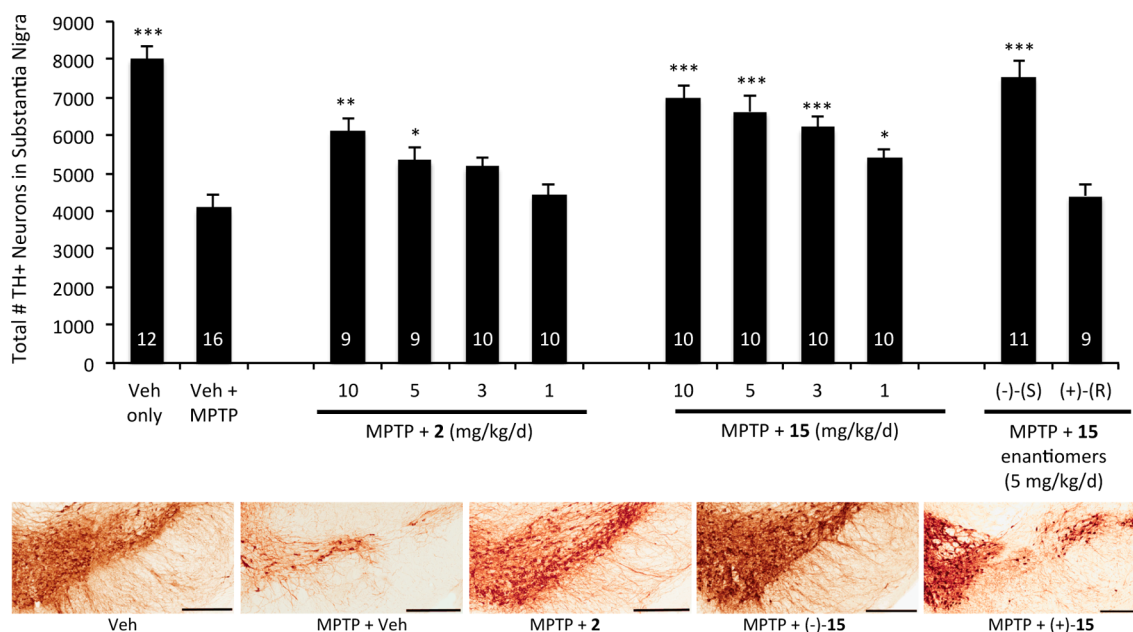 Total # TH+ Neurons in Substantia Nigra
9000
8000
7000
6000
5000
4000
3000
2000
1000
0
*** ** * *** *** *** * ***
12 16 9 9 10 10 10 10 10 10 11 9
Veh only
Veh + MPTP
10 5 3 1
MPTP + 2 (mg/kg/d)
10 5 3 1
MPTP + 15 (mg/kg/d)
(-)-(S) (+)-(R)
MPTP + 15
enantiomers
(5 mg/kg/d)
Veh MPTP + Veh MPTP + 2 MPTP + (-)-15 MPTP + (+)-15